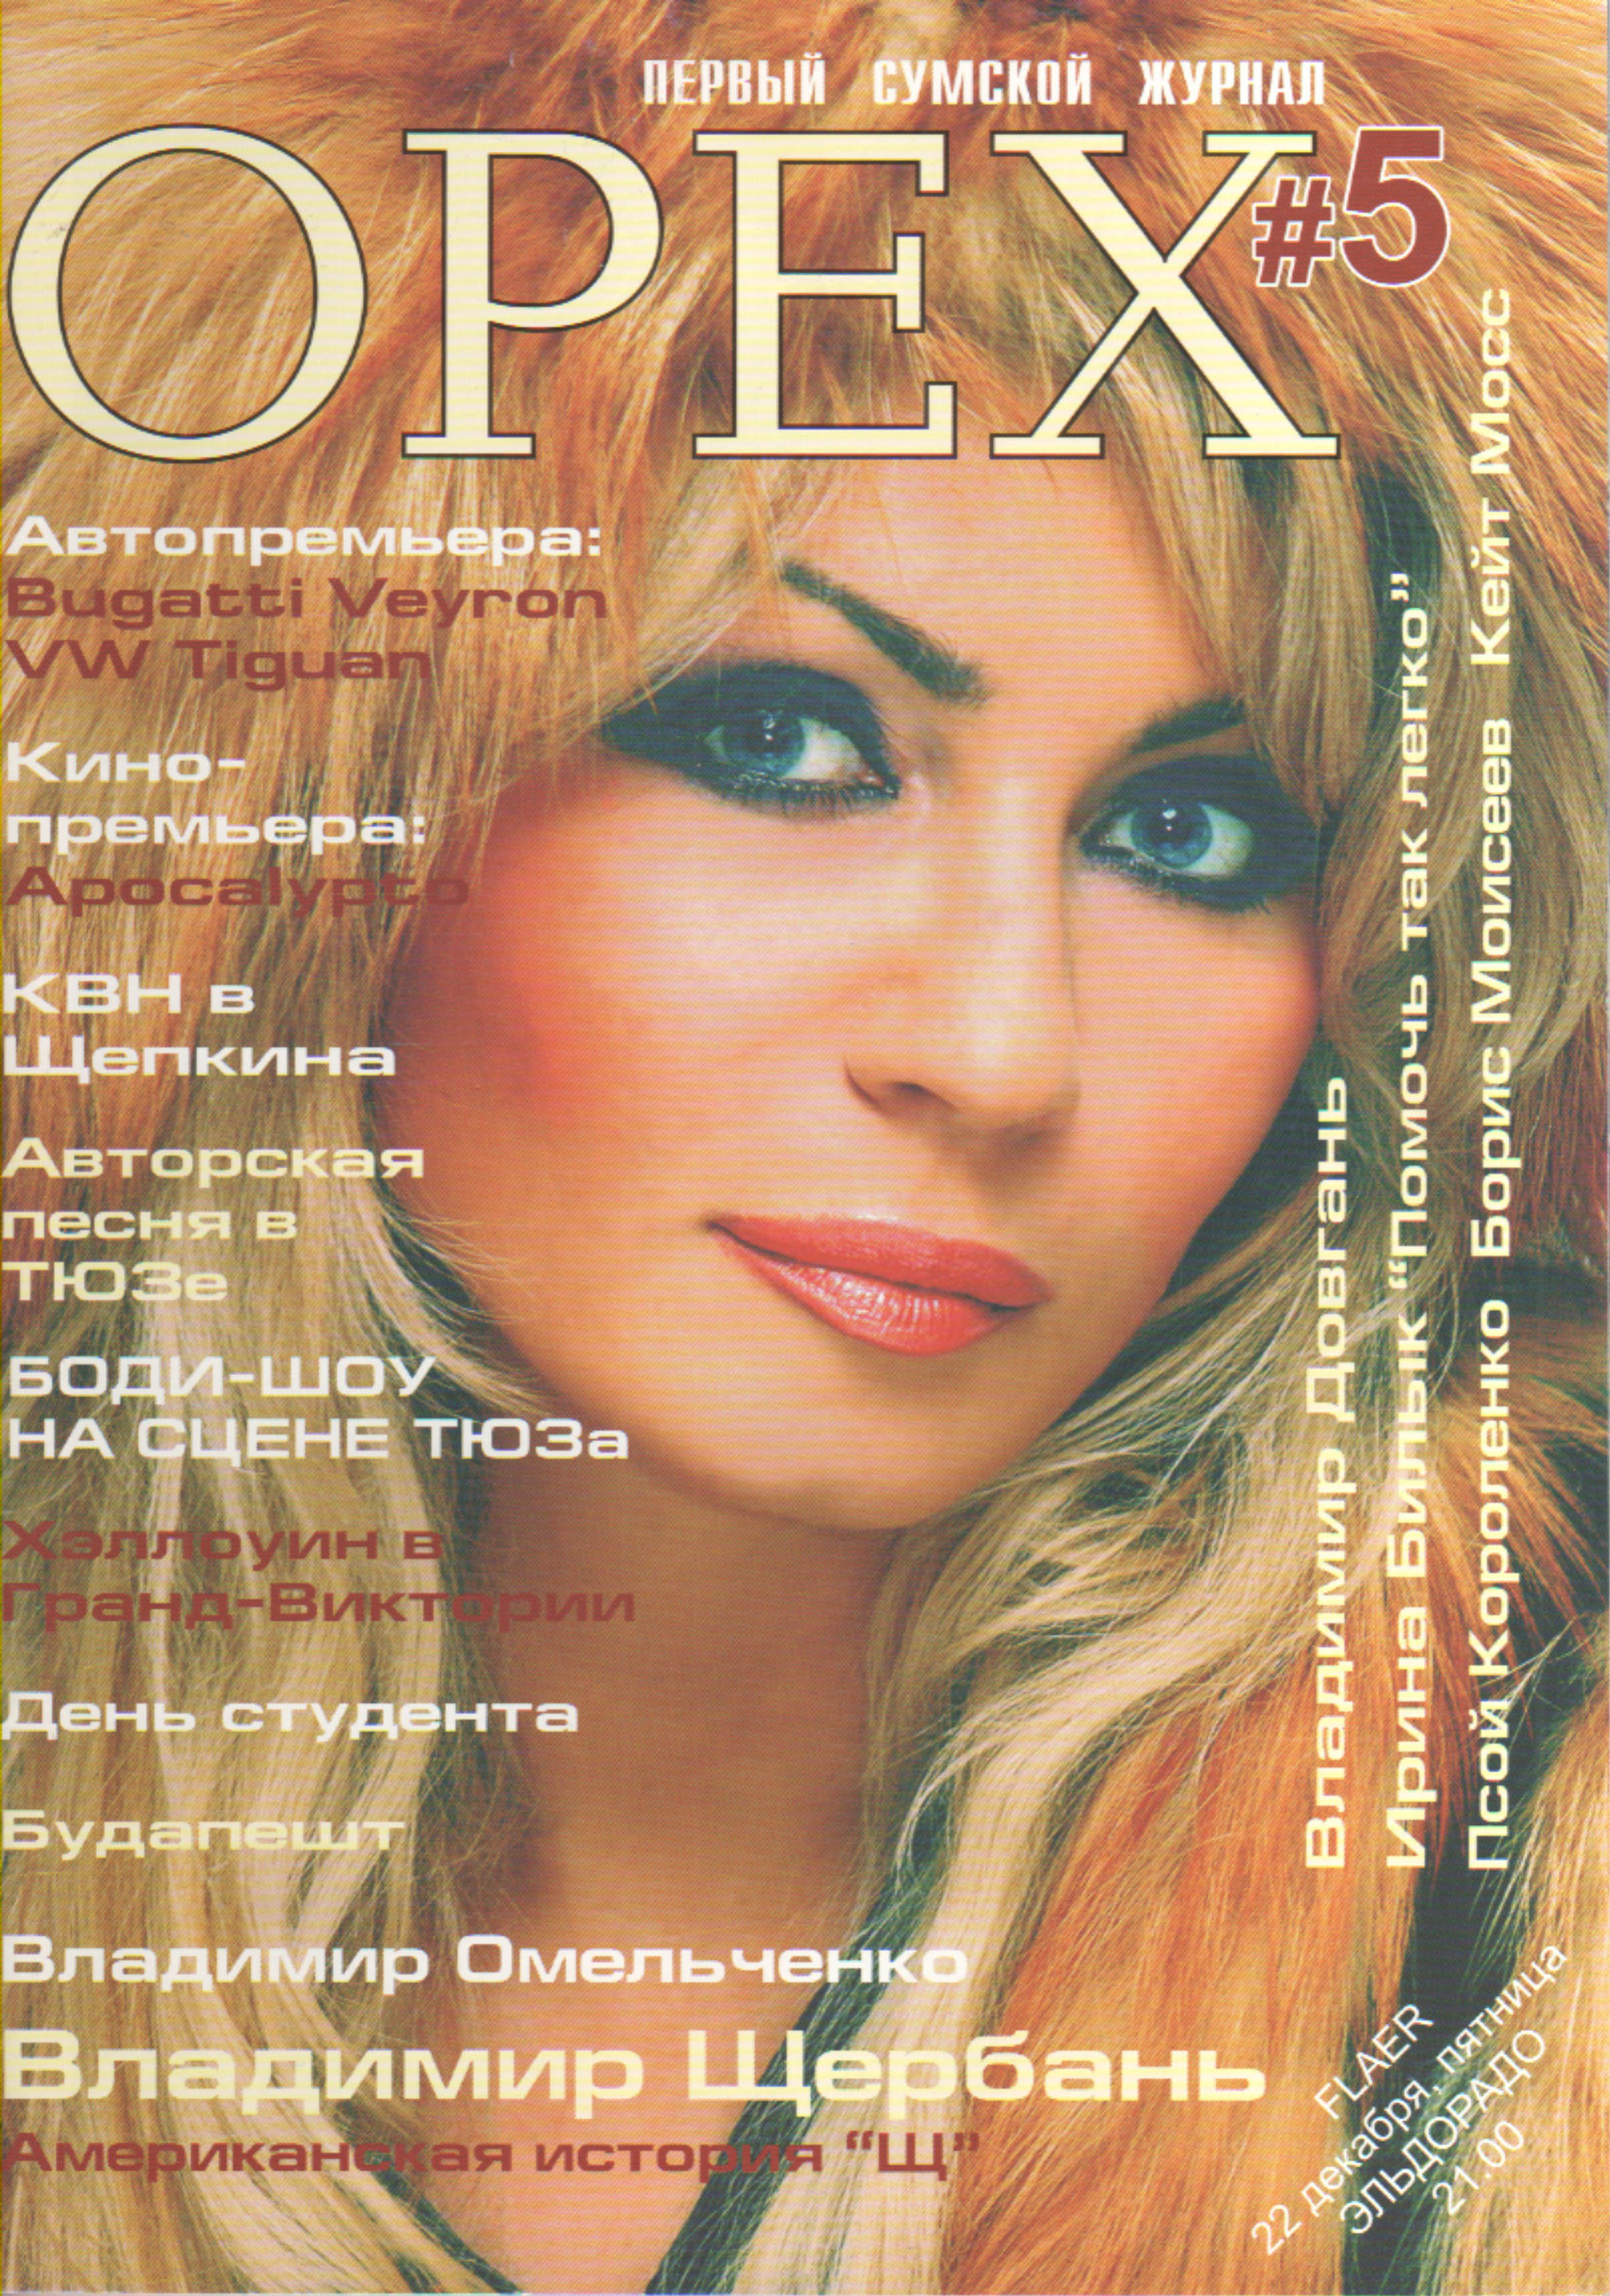 ПЕРВЫЙ СУМСКОЙ ЖУРНАЛ
ОРЕХ #5
Автопремьера:
Bugatti Veyron
VW Tiguan
Кино-
премьера:
Apocalypto
КВН в
Щепкина
Авторская
песня в
ТЮЗе
БОДИ-ШОУ
НА СЦЕНЕ ТЮЗа
Хэллоуин в
Гранд-Виктории
День студента
Будапешт
Владимир Омельченко
Владимир Щербань
Американская история “Щ”
Владимир Довгань
Ирина Билык “Помочь так легко”
Псой Короленко Борис Моисеев Кейт Мосс
FLAER
22 декабря, пятница
ЭЛЬДОРАДО
21.00